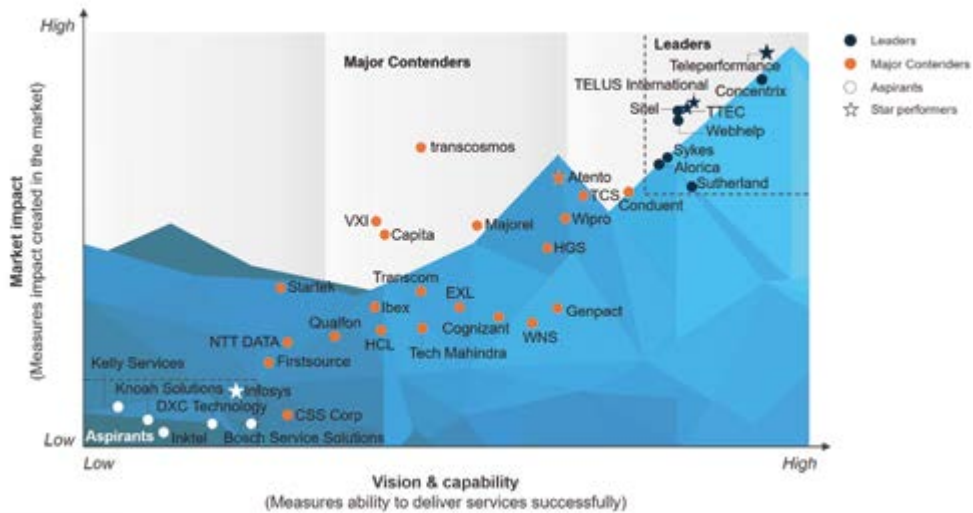 High
Major Contenders
Leaders
Teleperformance
TELUS International
Concentrix
Sitel
TTEC
Webhelp
transcosmos
Sykes
Alorica
Sutherland
Atento
TCS
Conduent
VXI
Capita
Majorel
Wipro
HGS
Startek
Transcom
EXL
Ibex
Genpact
Qualfon
NTT DATA
HCL
Cognizant
WNS
Tech Mahindra
Firstsource
Kelly Services
Knoah Solutions
Infosys
DXC Technology
CSS Corp
Aspirants
Inktel
Bosch Service Solutions
Low
Low
High
Market impact
(Measures impact created in the market)
Vision & capability
(Measures ability to deliver services successfully)
Leaders
Major Contenders
Aspirants
Star performers